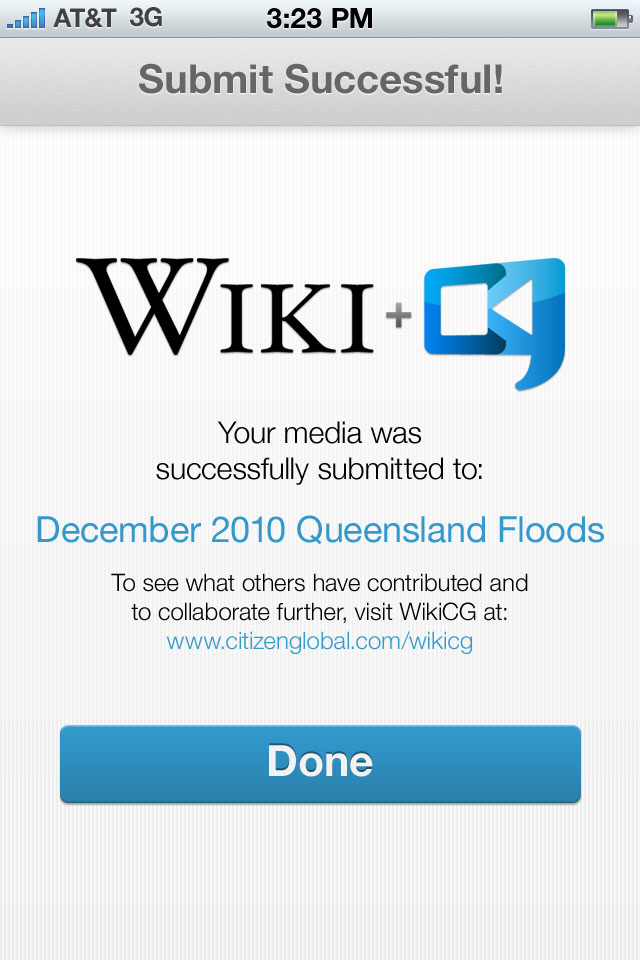 AT&T 3G 3:23 PM
Submit Successful!
WIKI +
Your media was
successfully submitted to:
December 2010 Queensland Floods
To see what others have contributed and
to collaborate further, visit WikiCG at:
www.citizenglobal.com/wikicg
Done